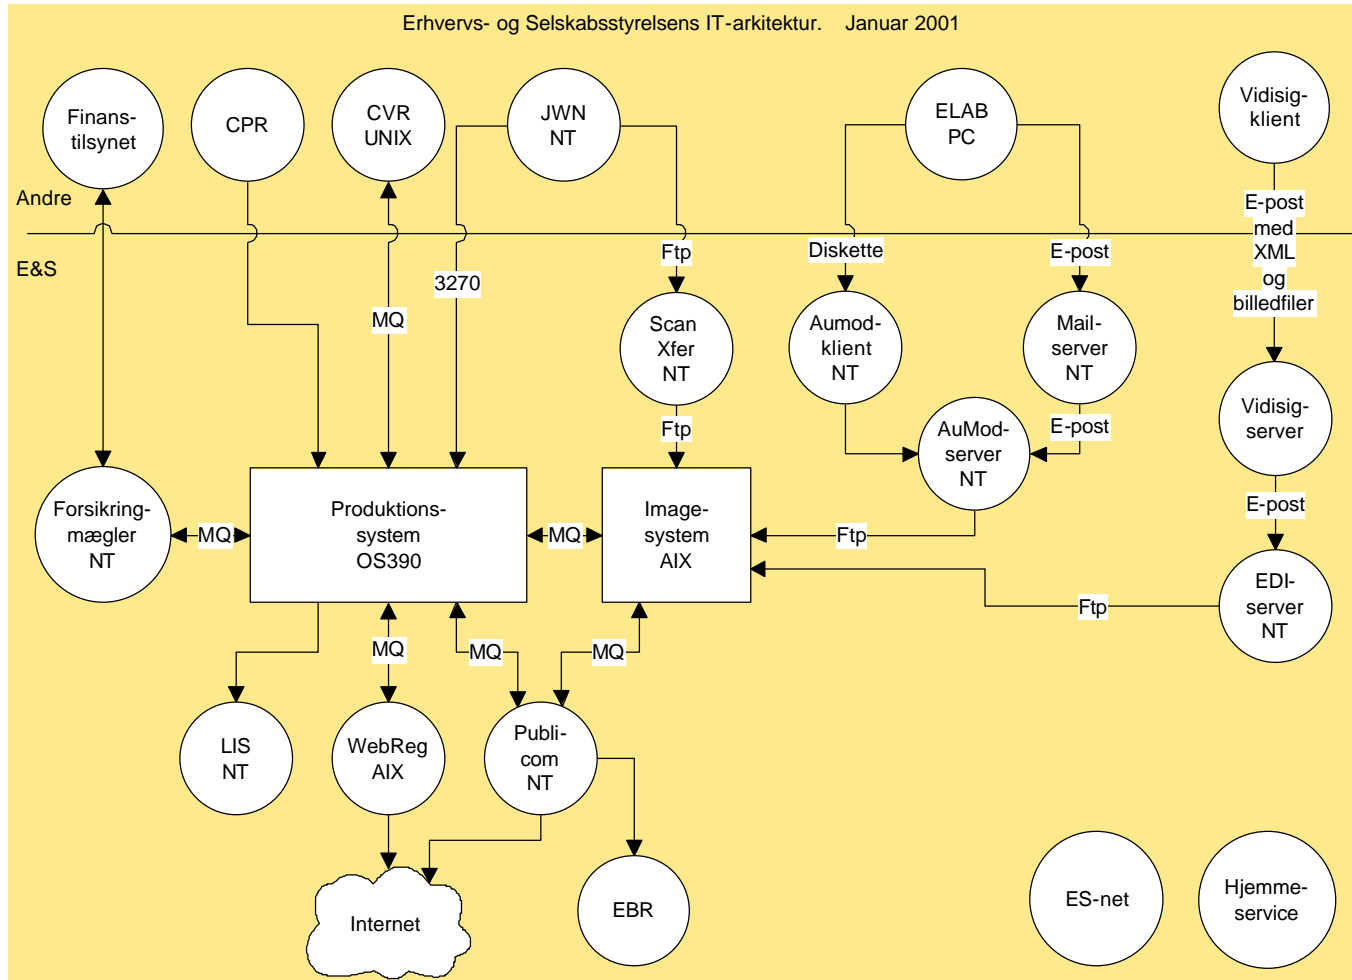 Erhvervs- og Selskabsstyrelsens IT-arkitektur. Januar 2001
Finans-
tilsynet
CPR
CVR
UNIX
JWN
NT
ELAB
PC
Vidisig-
klient
Andre
E&S
E-post
med
XML
og
billedfiler
3270
MQ
Ftp
Diskette
E-post
Scan
Xfer
NT
Aumod-
klient
NT
Mail-
server
NT
Vidisig-
server
Ftp
E-post
AuMod-
server
NT
Forsikring-
mægler
NT
MQ
Produktions-
system
OS390
MQ
Image-
system
AIX
Ftp
E-post
EDI-
server
NT
Ftp
MQ
MQ
MQ
LIS
NT
WebReg
AIX
Publi-
com
NT
Internet
EBR
ES-net
Hjemme-
service